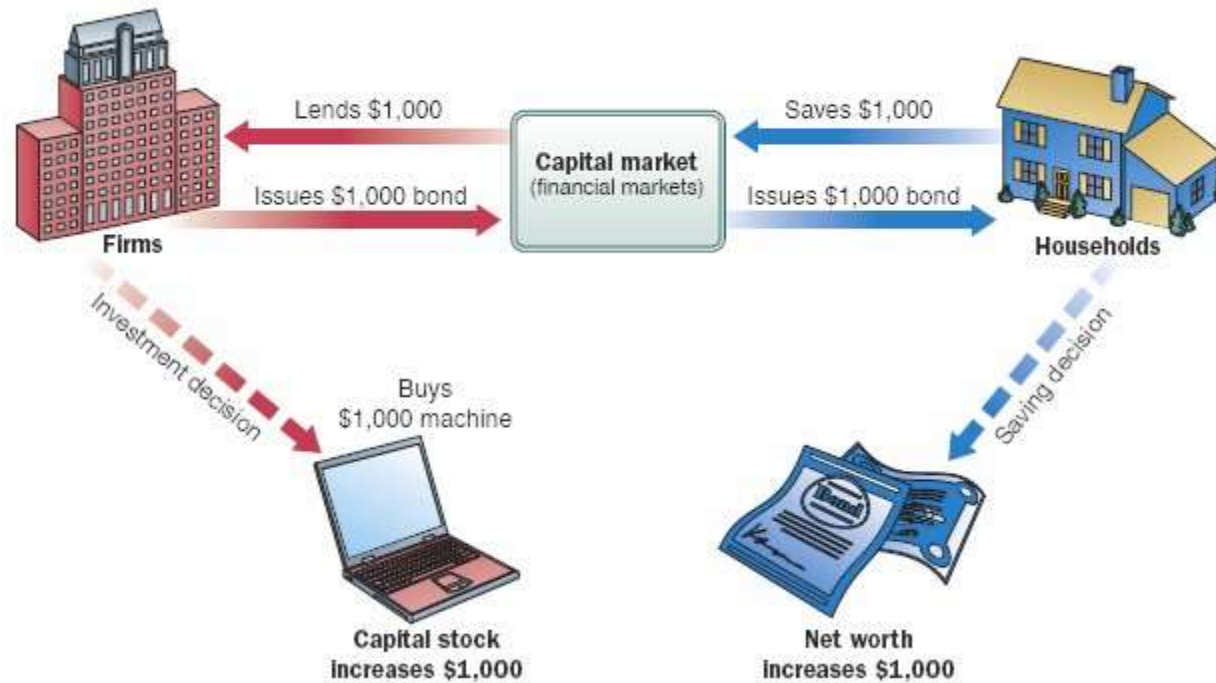 Lends $1,000
Saves $1,000
Capital market
(financial markets)
Issues $1,000 bond
Issues $1,000 bond
Firms
Households
Investment decision
Saving decision
Buys
$1,000 machine
Bond
Capital stock
increases $1,000
Net worth
increases $1,000